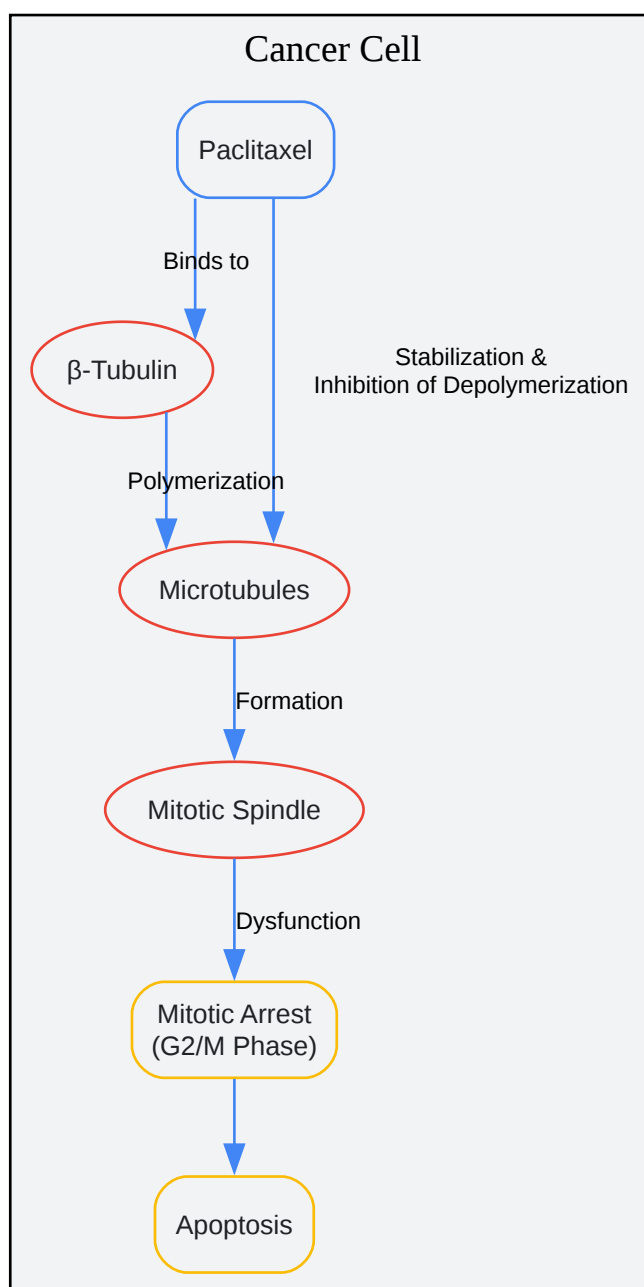 Cancer Cell
Paclitaxel
Binds to
β-Tubulin
Stabilization &
Inhibition of Depolymerization
Polymerization
Microtubules
Formation
Mitotic Spindle
Dysfunction
Mitotic Arrest
(G2/M Phase)
Apoptosis